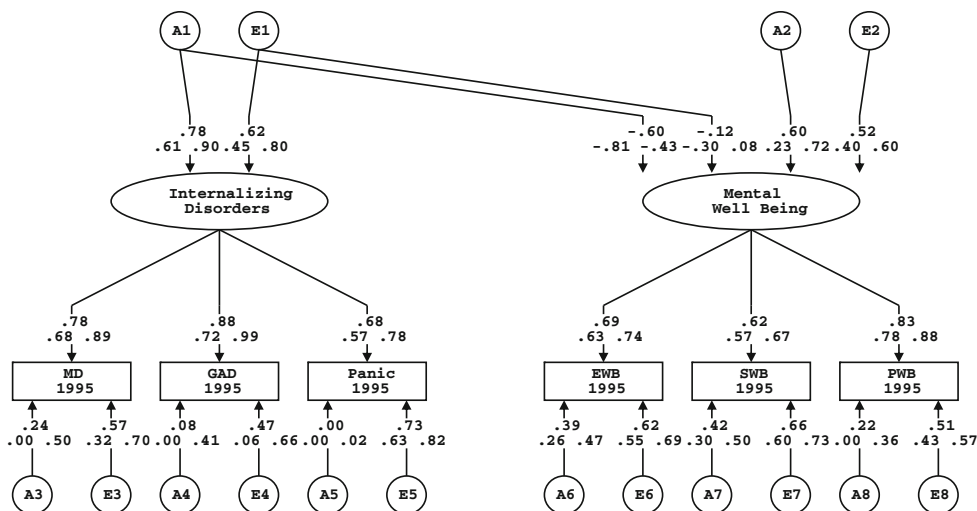 A1 E1 A2 E2
.78 .62 -.60 -.12 .60 .52
.61 .90 .45 .80 -.81 -.43 -.30 .08 .23 .72 .40 .60
Internalizing Mental
Disorders Well Being
.78 .88 .68 .69 .62 .83
.68 .89 .72 .99 .57 .78 .63 .74 .57 .67 .78 .88
MD GAD Panic EWB SWB PWB
1995 1995 1995 1995 1995 1995
.24 .57 .08 .47 .00 .73 .39 .62 .42 .66 .22 .51
.00 .50 .32 .70 .00 .41 .06 .66 .00 .02 .63 .82 .26 .47 .55 .69 .30 .50 .60 .73 .00 .36 .43 .57
A3 E3 A4 E4 A5 E5 A6 E6 A7 E7 A8 E8